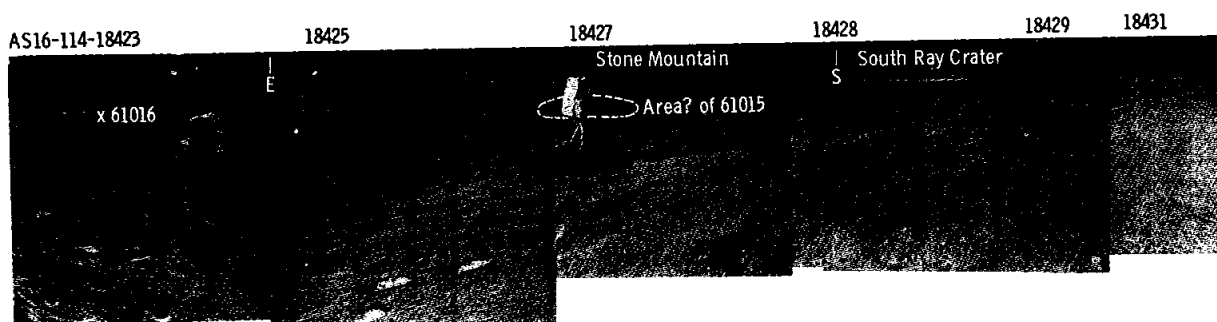 AS16-114-18423 18425 18427 18428 18429 18431
Stone Mountain South Ray Crater
E S
x 61016 Area? of 61015